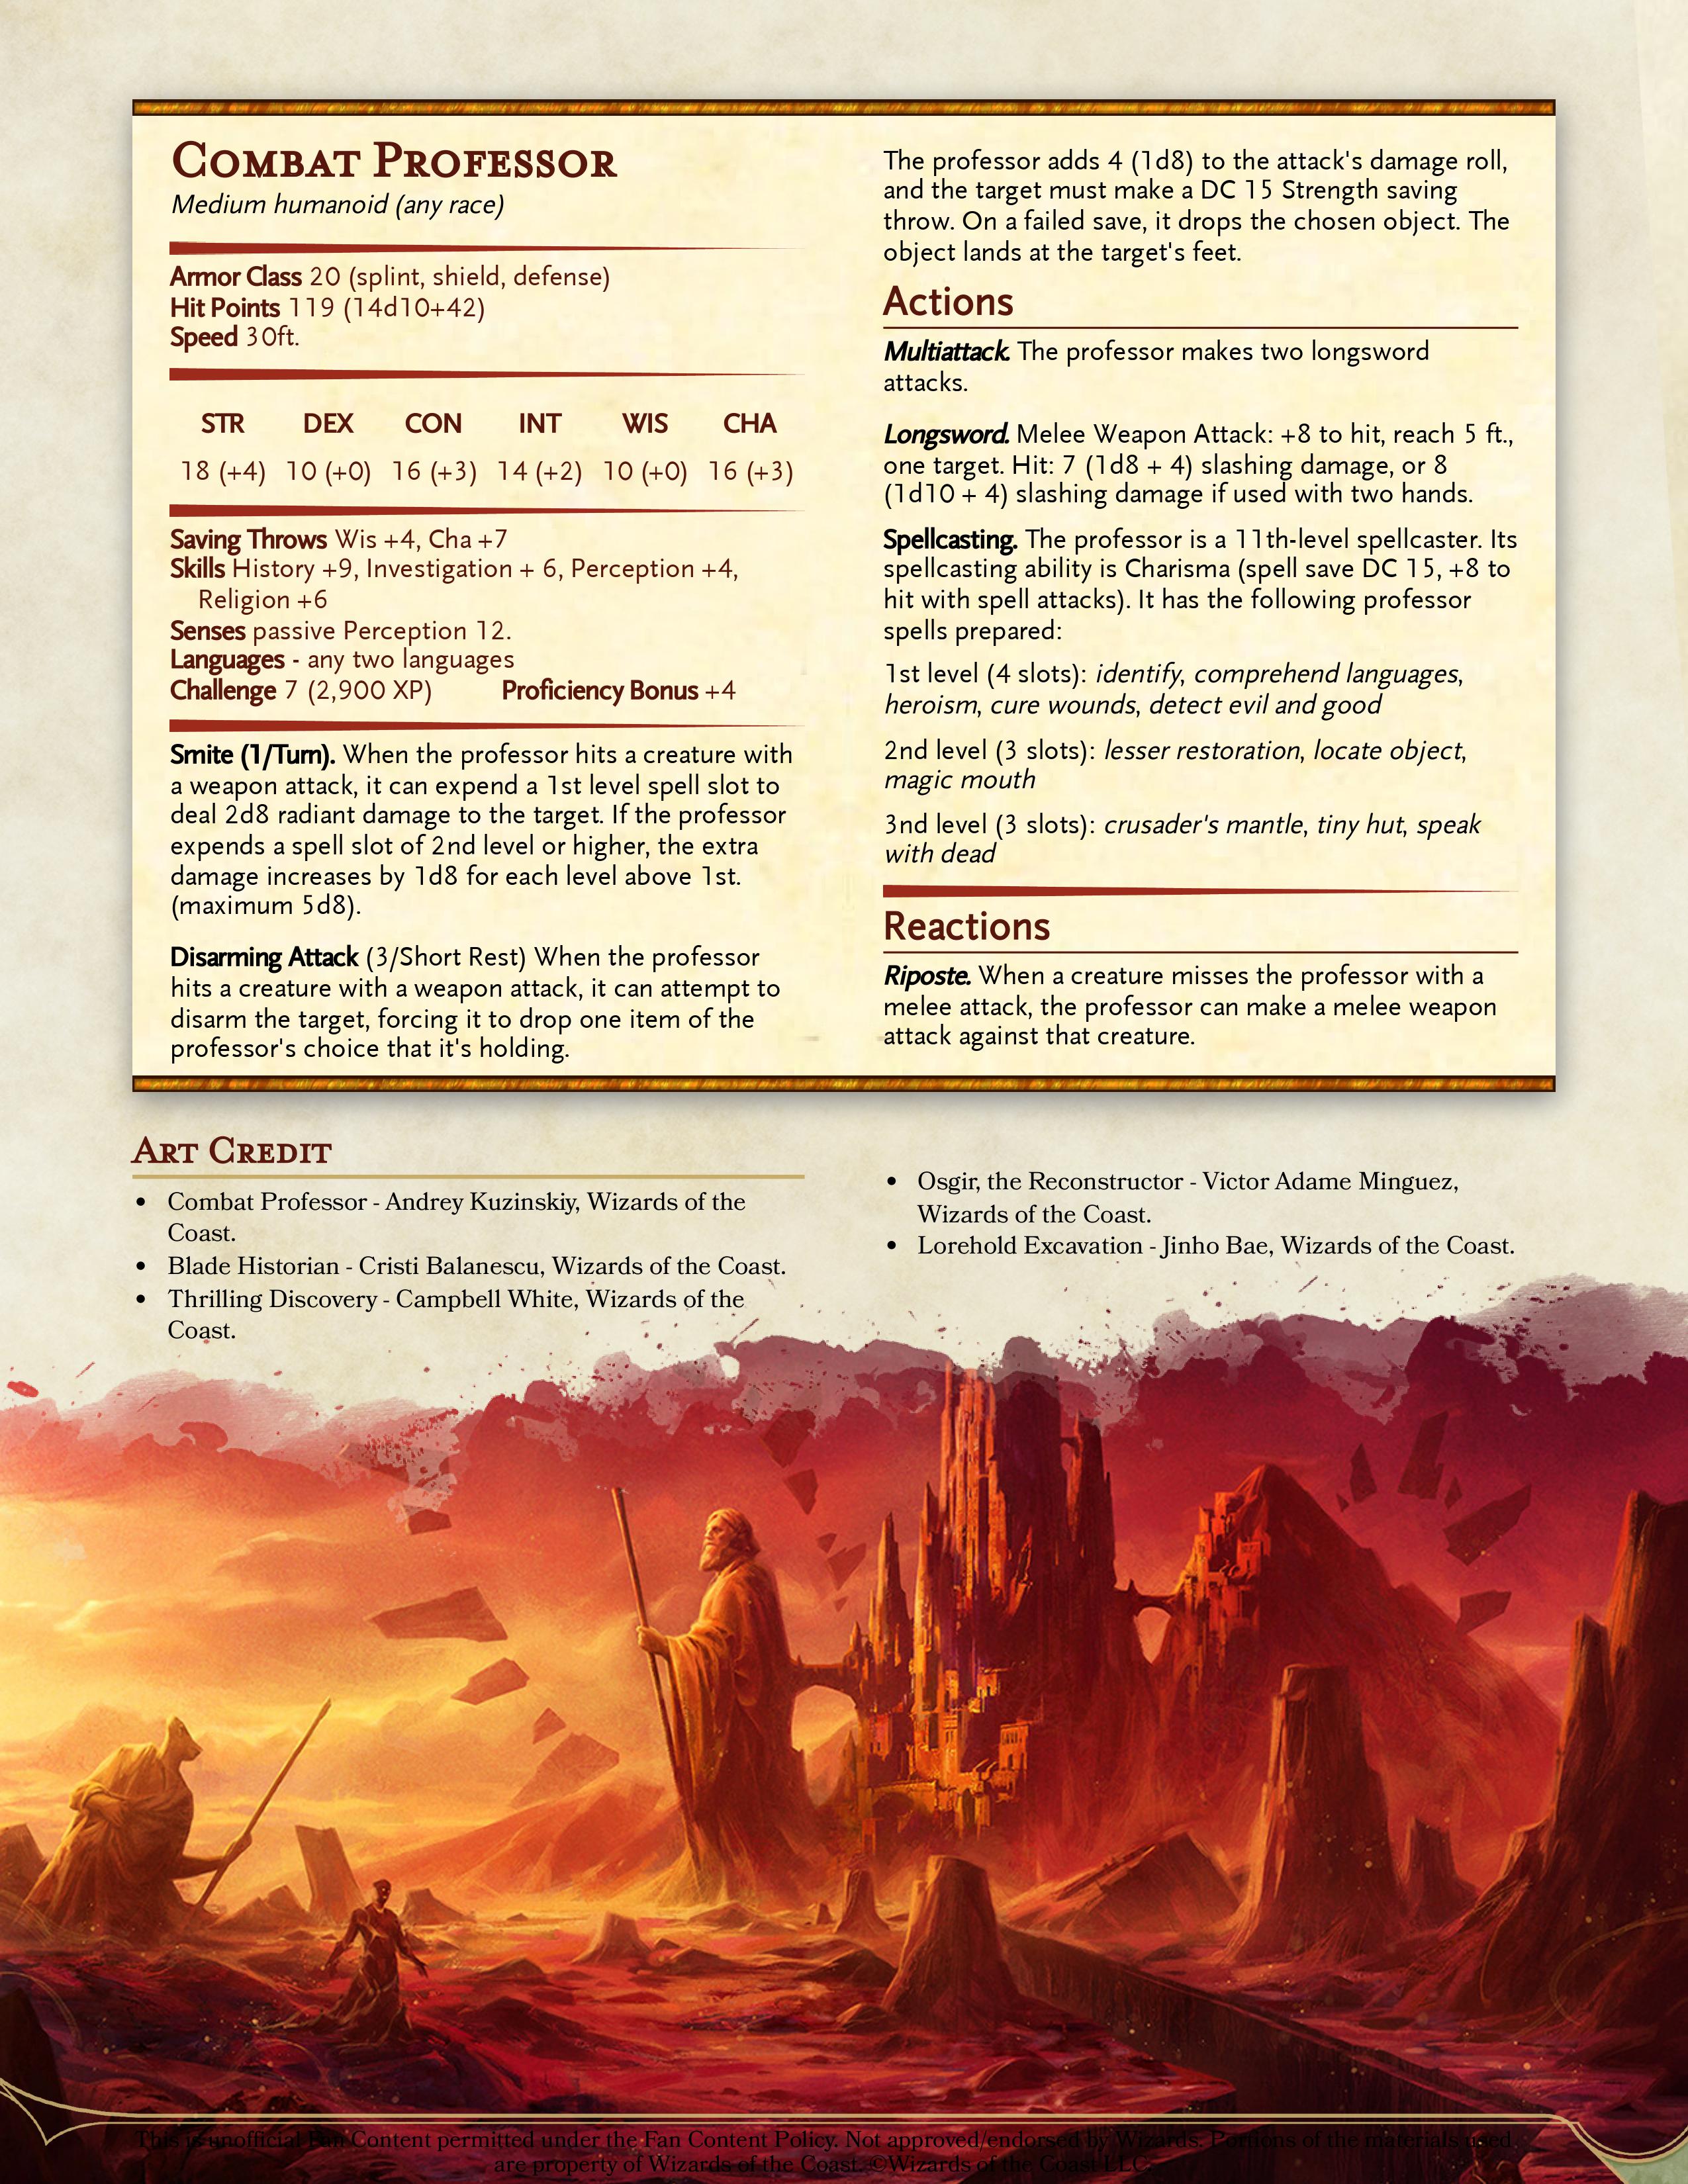 Combat Professor
Medium humanoid (any race)
Armor Class 20 (splint, shield, defense)
Hit Points 119 (14d10+42)
Speed 30ft.
STR DEX CON INT WIS CHA
18 (+4) 10 (+0) 16 (+3) 14 (+2) 10 (+0) 16 (+3)
Saving Throws Wis +4, Cha +7
Skills History +9, Investigation + 6, Perception +4,
Religion +6
Senses passive Perception 12.
Languages - any two languages
Challenge 7 (2,900 XP) Proficiency Bonus +4
Smite (1/Turn). When the professor hits a creature with
a weapon attack, it can expend a 1st level spell slot to
deal 2d8 radiant damage to the target. If the professor
expends a spell slot of 2nd level or higher, the extra
damage increases by 1d8 for each level above 1st.
(maximum 5d8).
Disarming Attack (3/Short Rest) When the professor
hits a creature with a weapon attack, it can attempt to
disarm the target, forcing it to drop one item of the
professor's choice that it's holding.
The professor adds 4 (1d8) to the attack's damage roll,
and the target must make a DC 15 Strength saving
throw. On a failed save, it drops the chosen object. The
object lands at the target's feet.
Actions
Multiattack. The professor makes two longsword
attacks.
Longsword. Melee Weapon Attack: +8 to hit, reach 5 ft.,
one target. Hit: 7 (1d8 + 4) slashing damage, or 8
(1d10 + 4) slashing damage if used with two hands.
Spellcasting. The professor is a 11th-level spellcaster. Its
spellcasting ability is Charisma (spell save DC 15, +8 to
hit with spell attacks). It has the following professor
spells prepared:
1st level (4 slots): identify, comprehend languages,
heroism, cure wounds, detect evil and good
2nd level (3 slots): lesser restoration, locate object,
magic mouth
3nd level (3 slots): crusader's mantle, tiny hut, speak
with dead
Reactions
Riposte. When a creature misses the professor with a
melee attack, the professor can make a melee weapon
attack against that creature.
Art Credit
• Combat Professor - Andrey Kuzinskiy, Wizards of the
Coast.
• Blade Historian - Cristi Balanescu, Wizards of the Coast.
• Thrilling Discovery - Campbell White, Wizards of the
Coast.
• Osgir, the Reconstructor - Victor Adame Minguez,
Wizards of the Coast.
• Lorehold Excavation - Jinho Bae, Wizards of the Coast.
This is unofficial Fan Content permitted under the Fan Content Policy. Not approved/endorsed by Wizards. Portions of the materials used
are property of Wizards of the Coast. ©Wizards of the Coast LLC.